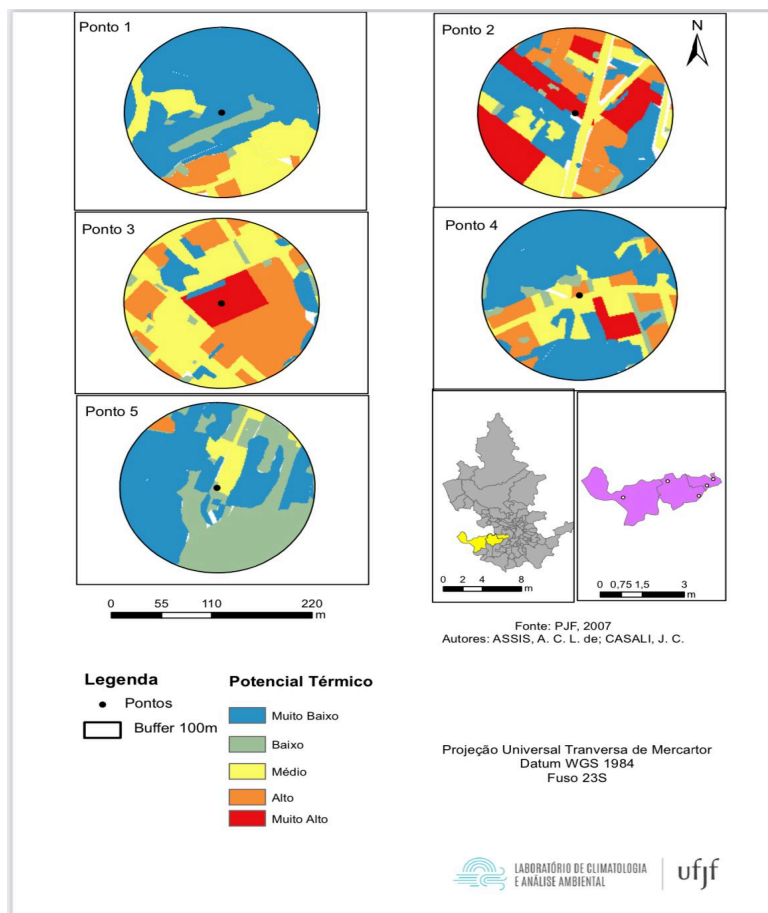 Ponto 1
Ponto 2
N
Ponto 3
Ponto 4
Ponto 5
0 55 110 220
m
0 2 4 8
m
0 0,75 1,5 3
m
Fonte: PJF, 2007
Autores: ASSIS, A. C. L. de; CASALI, J. C.
Legenda
Pontos
Buffer 100m
Potencial Térmico
Muito Baixo
Baixo
Médio
Alto
Muito Alto
Projeção Universal Tranversa de Mercartor
Datum WGS 1984
Fuso 23S
LABORATÓRIO DE CLIMATOLOGIA
E ANÁLISE AMBIENTAL
ufjf